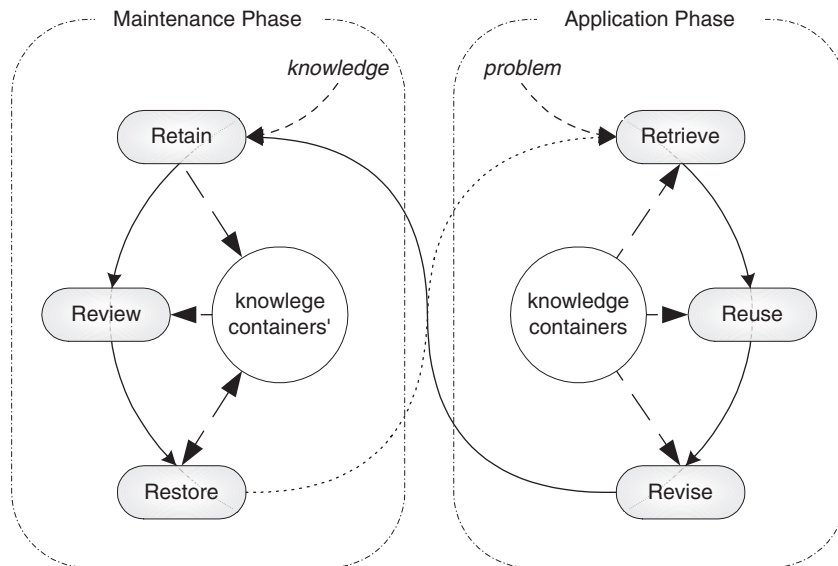 Maintenance Phase
Application Phase
knowledge
problem
Retain
Retrieve
knowlege
containers'
knowledge
containers
Review
Reuse
Restore
Revise